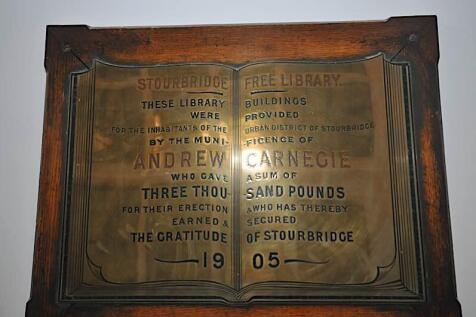 STOURBRIDGE FREE LIBRARY.
THESE LIBRARY BUILDINGS
WERE PROVIDED
FOR THE INHABITANTS OF THE URBAN DISTRICT OF STOURBRIDGE
BY THE MUNI- FICENCE OF
ANDREW CARNEGIE
WHO GAVE A SUM OF
THREE THOU- SAND POUNDS
FOR THEIR ERECTION & WHO HAS THEREBY
EARNED & SECURED
THE GRATITUDE OF STOURBRIDGE
19 05